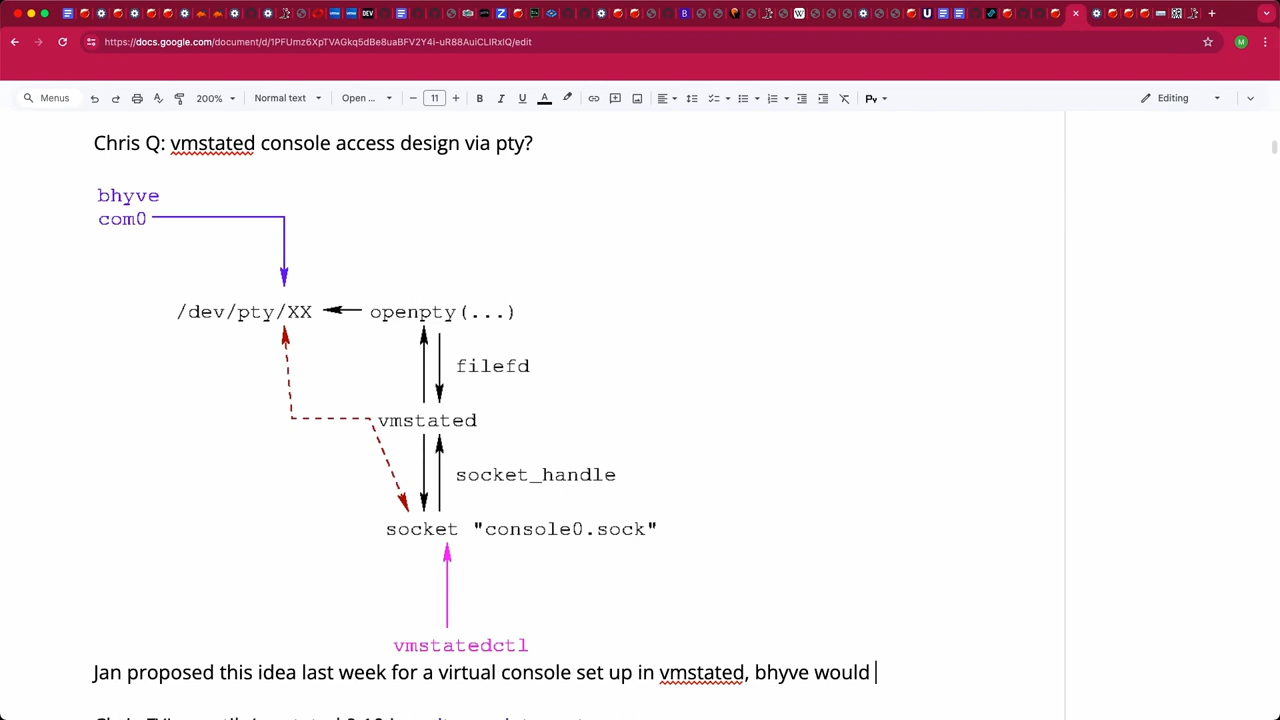 https://docs.google.com/document/d/1PFUmz6XpTVAGkq5dBe8uaBFV2Y4i-uR88AuiCLIRxIQ/edit
Menus 200% Normal text Open ... 11 Editing
Chris Q: vmstated console access design via pty?
bhyve
com0
/dev/pty/XX openpty(...)
filefd
vmstated
socket_handle
socket "console0.sock"
vmstatedctl
Jan proposed this idea last week for a virtual console set up in vmstated, bhyve would